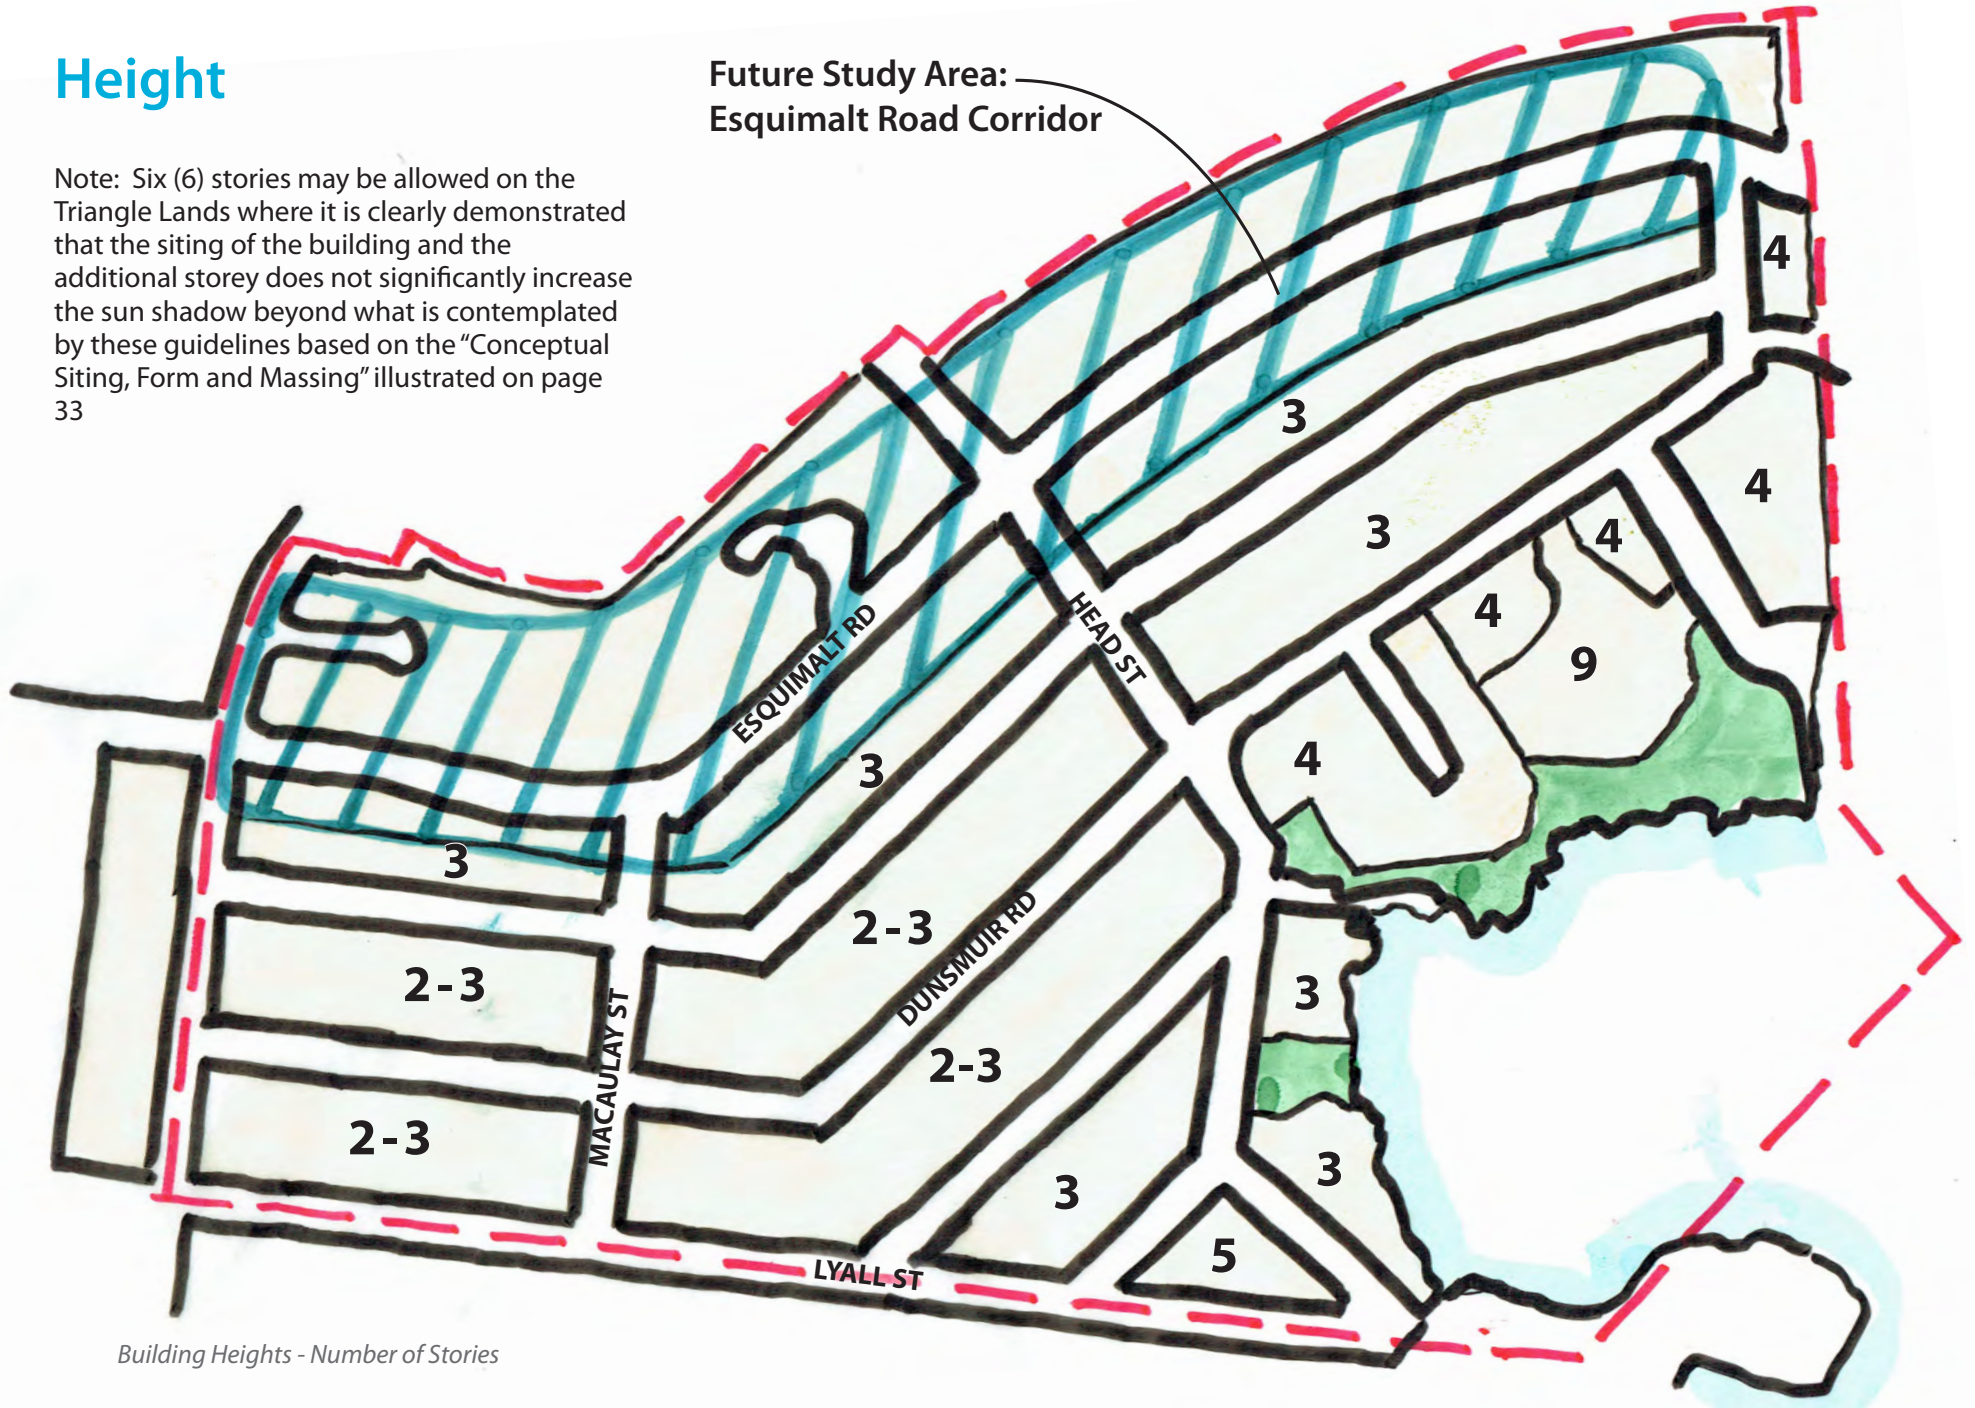 Height
Note:  Six (6) stories may be allowed on the
Triangle Lands where it is clearly demonstrated
that the siting of the building and the
additional storey does not significantly increase
the sun shadow beyond what is contemplated
by these guidelines based on the “Conceptual
Siting, Form and Massing” illustrated on page
33
Future Study Area:
Esquimalt Road Corridor
4
3
4
3
4
4
9
HEAD ST
ESQUIMALT RD
4
3
3
2-3
DUNSMUIR RD
2-3
3
MACAULAY ST
2-3
2-3
3
3
5
LYALL ST
Building Heights - Number of Stories